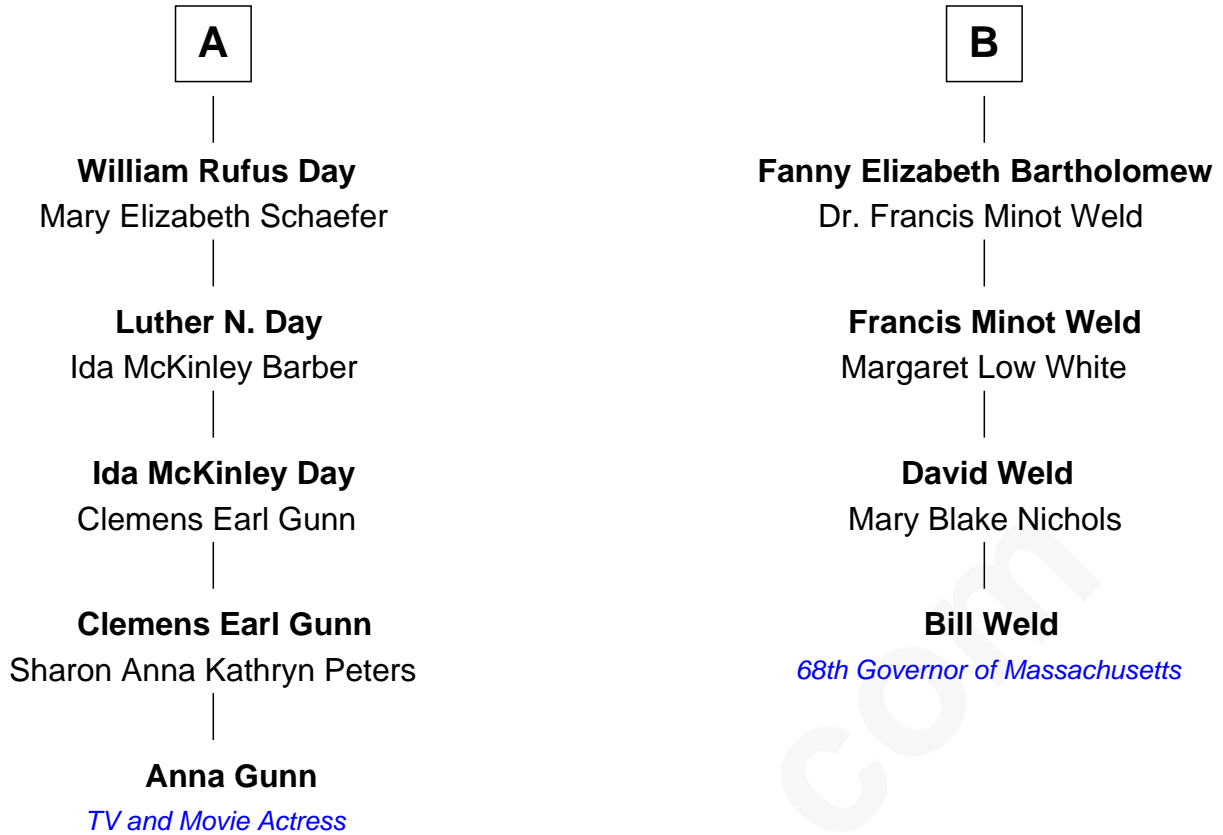 A
William Rufus Day
Mary Elizabeth Schaefer
Luther N. Day
Ida McKinley Barber
Ida McKinley Day
Clemens Earl Gunn
Clemens Earl Gunn
Sharon Anna Kathryn Peters
Anna Gunn
TV and Movie Actress
B
Fanny Elizabeth Bartholomew
Dr. Francis Minot Weld
Francis Minot Weld
Margaret Low White
David Weld
Mary Blake Nichols
Bill Weld
68th Governor of Massachusetts
com